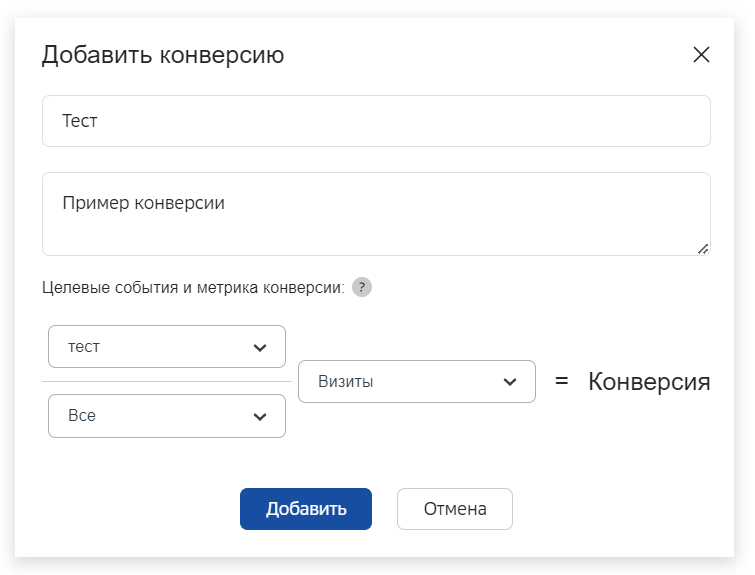 Добавить конверсию
Тест
Пример конверсии
Целевые события и метрика конверсии: ?
тест
Визиты = Конверсия
Все
Добавить Отмена